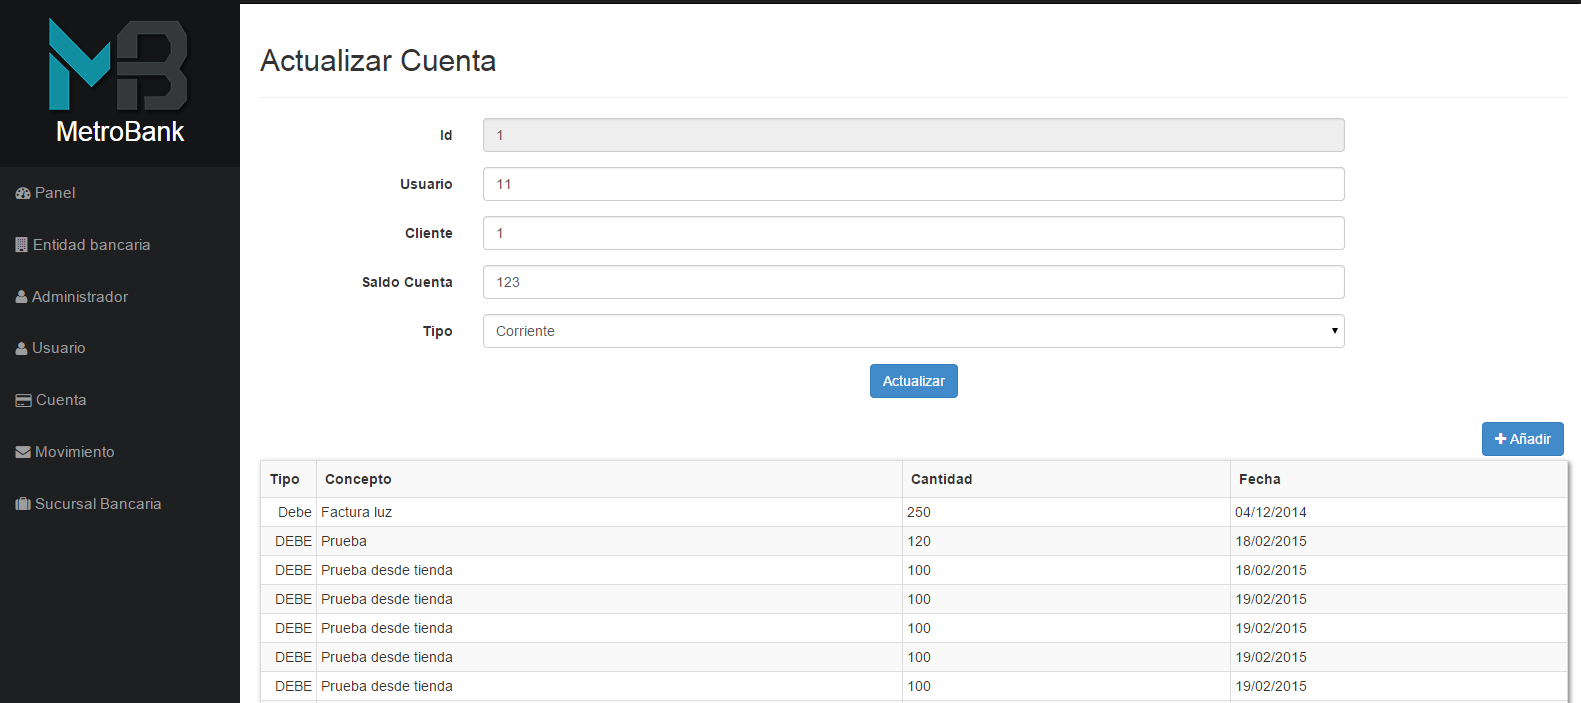 MB
MetroBank
Panel
Entidad bancaria
Administrador
Usuario
Cuenta
Movimiento
Sucursal Bancaria
Actualizar Cuenta
Id 1
Usuario 11
Cliente 1
Saldo Cuenta 123
Tipo Corriente
Actualizar
Añadir
Tipo Concepto Cantidad Fecha
Debe Factura luz 250 04/12/2014
DEBE Prueba 120 18/02/2015
DEBE Prueba desde tienda 100 18/02/2015
DEBE Prueba desde tienda 100 19/02/2015
DEBE Prueba desde tienda 100 19/02/2015
DEBE Prueba desde tienda 100 19/02/2015
DEBE Prueba desde tienda 100 19/02/2015